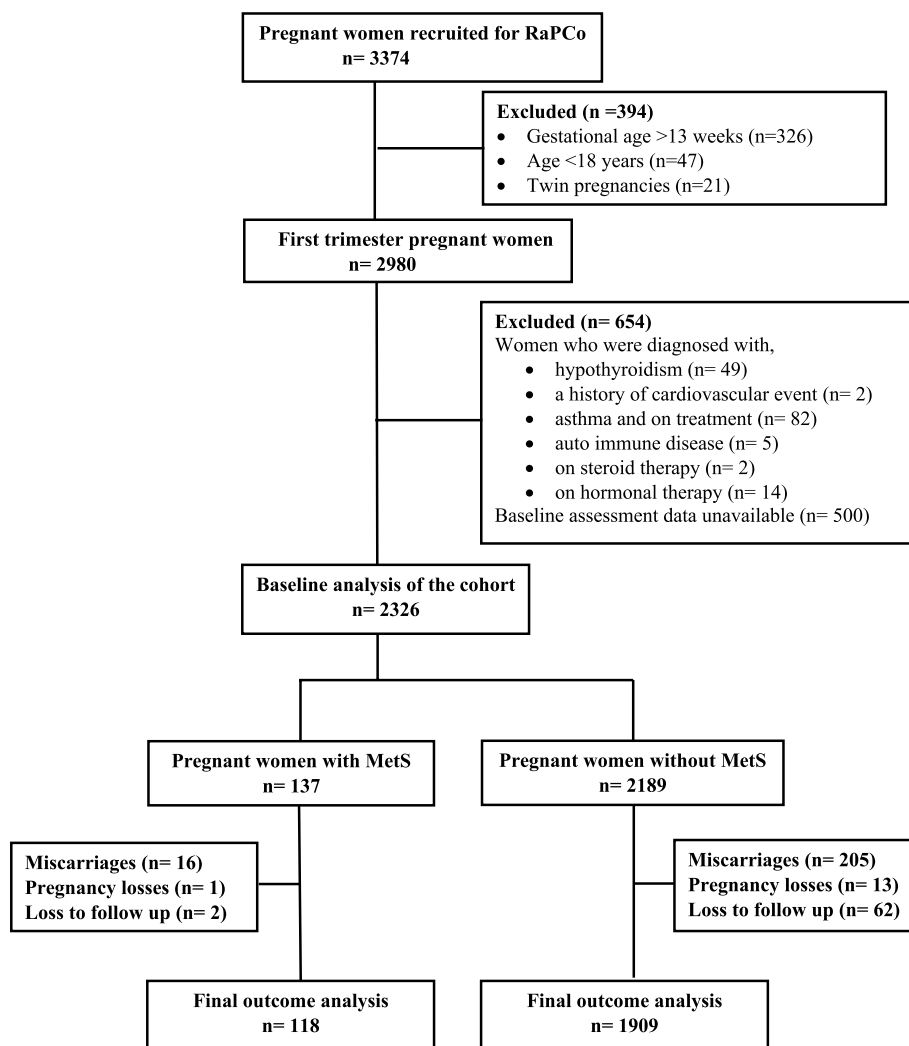 Pregnant women recruited for RaPCo
n= 3374
Excluded (n =394)
• Gestational age >13 weeks (n=326)
• Age <18 years (n=47)
• Twin pregnancies (n=21)
First trimester pregnant women
n= 2980
Excluded (n= 654)
Women who were diagnosed with,
• hypothyroidism (n= 49)
• a history of cardiovascular event (n= 2)
• asthma and on treatment (n= 82)
• auto immune disease (n= 5)
• on steroid therapy (n= 2)
• on hormonal therapy (n= 14)
Baseline assessment data unavailable (n= 500)
Baseline analysis of the cohort
n= 2326
Pregnant women with MetS
n= 137
Pregnant women without MetS
n= 2189
Miscarriages (n= 16)
Pregnancy losses (n= 1)
Loss to follow up (n= 2)
Miscarriages (n= 205)
Pregnancy losses (n= 13)
Loss to follow up (n= 62)
Final outcome analysis
n= 118
Final outcome analysis
n= 1909